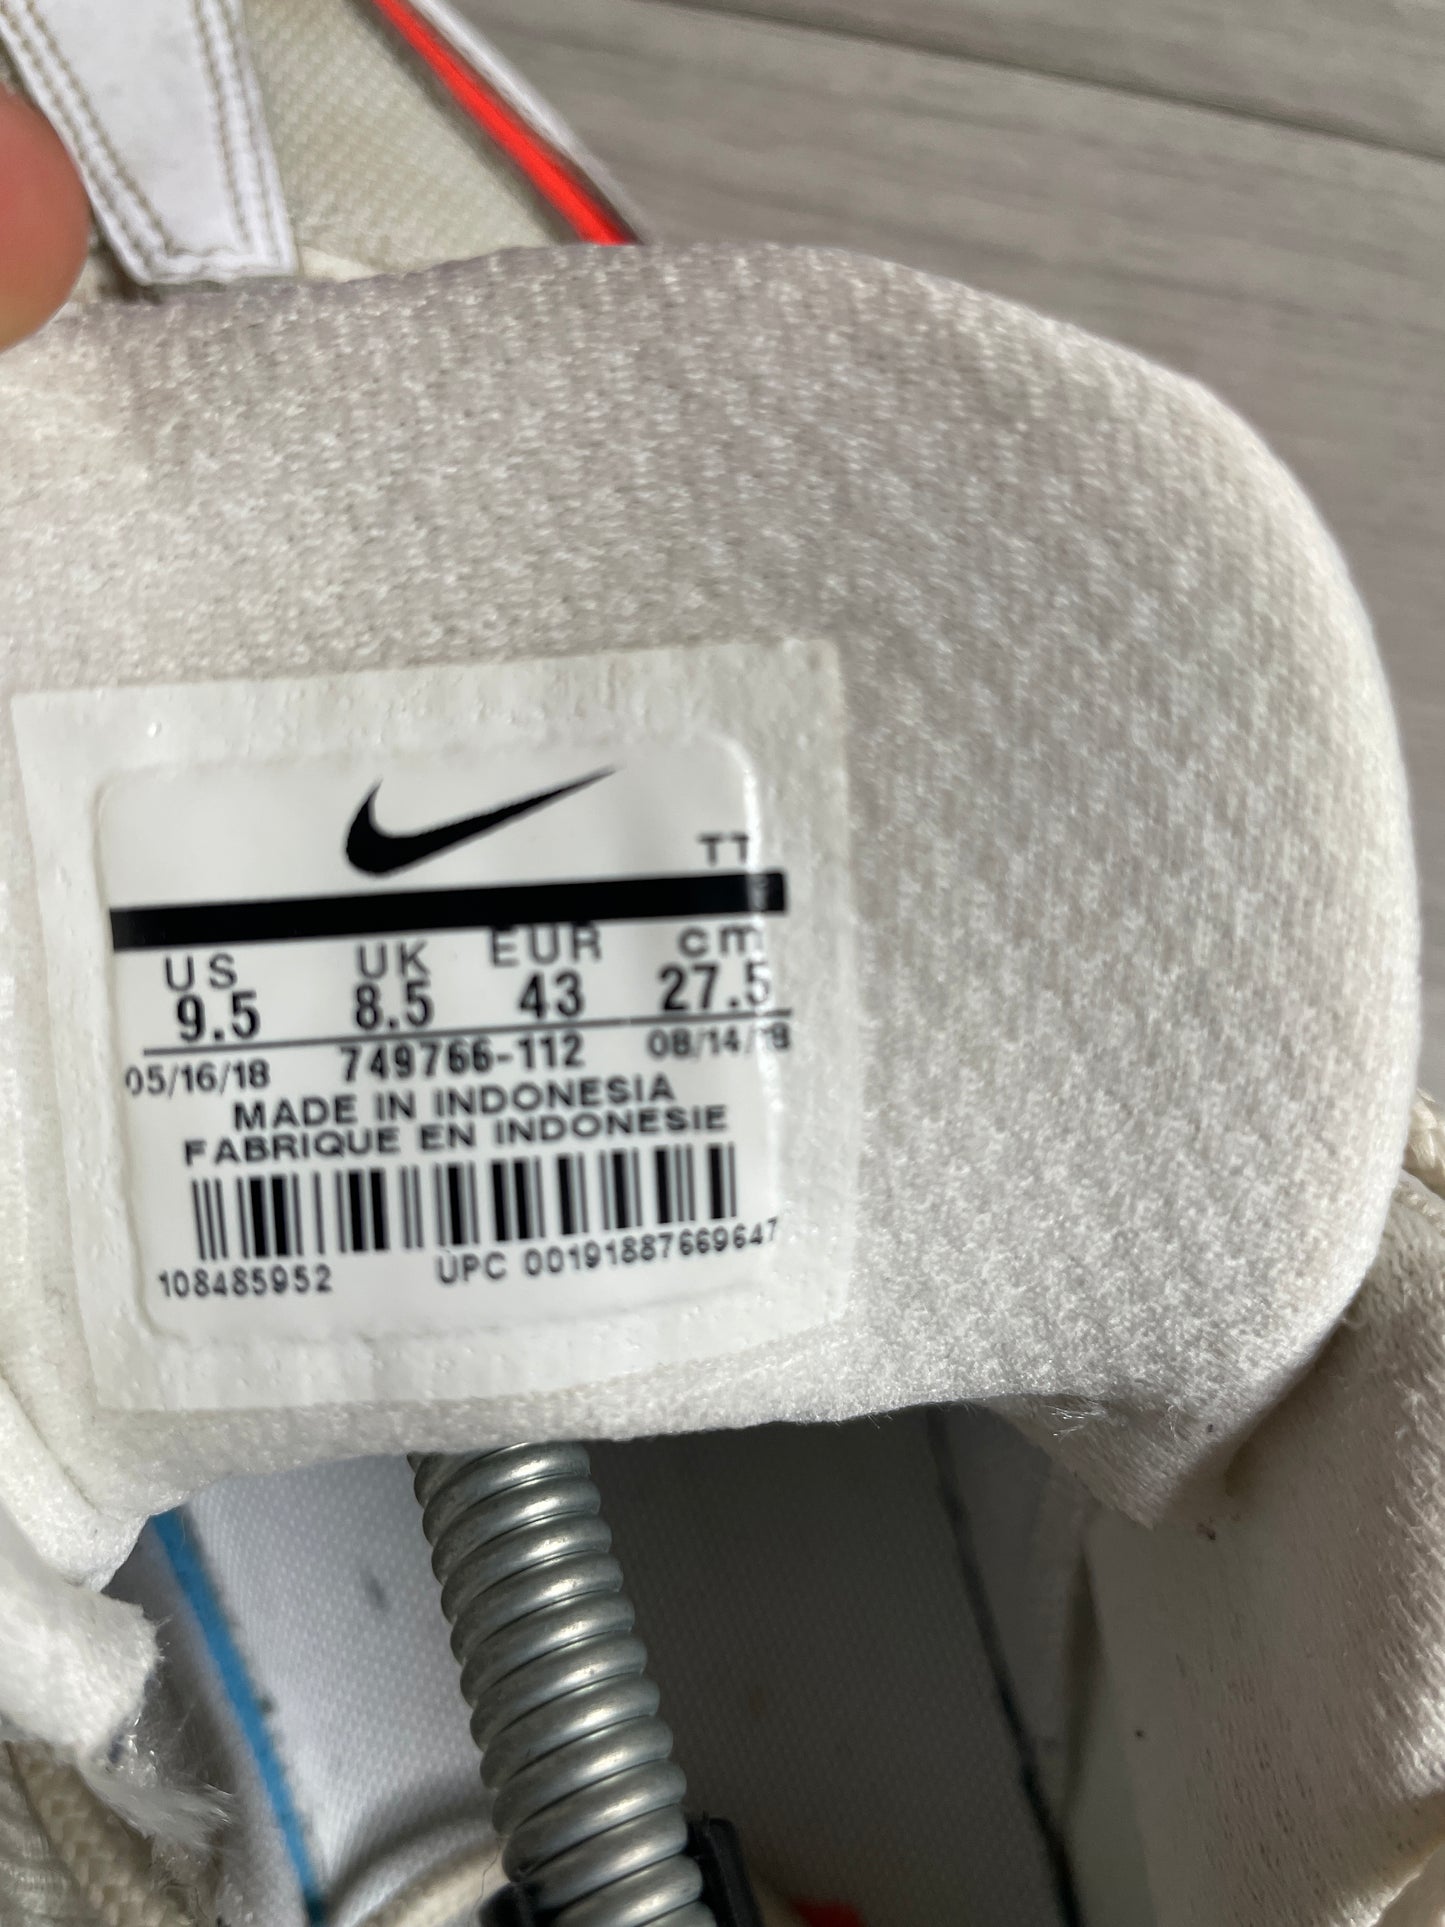 TT
US UK EUR cm
9.5 8.5 43 27.5
05/16/18 749766-112 08/14/18
MADE IN INDONESIA
FABRIQUE EN INDONESIE
108485952 UPC 00191887669647